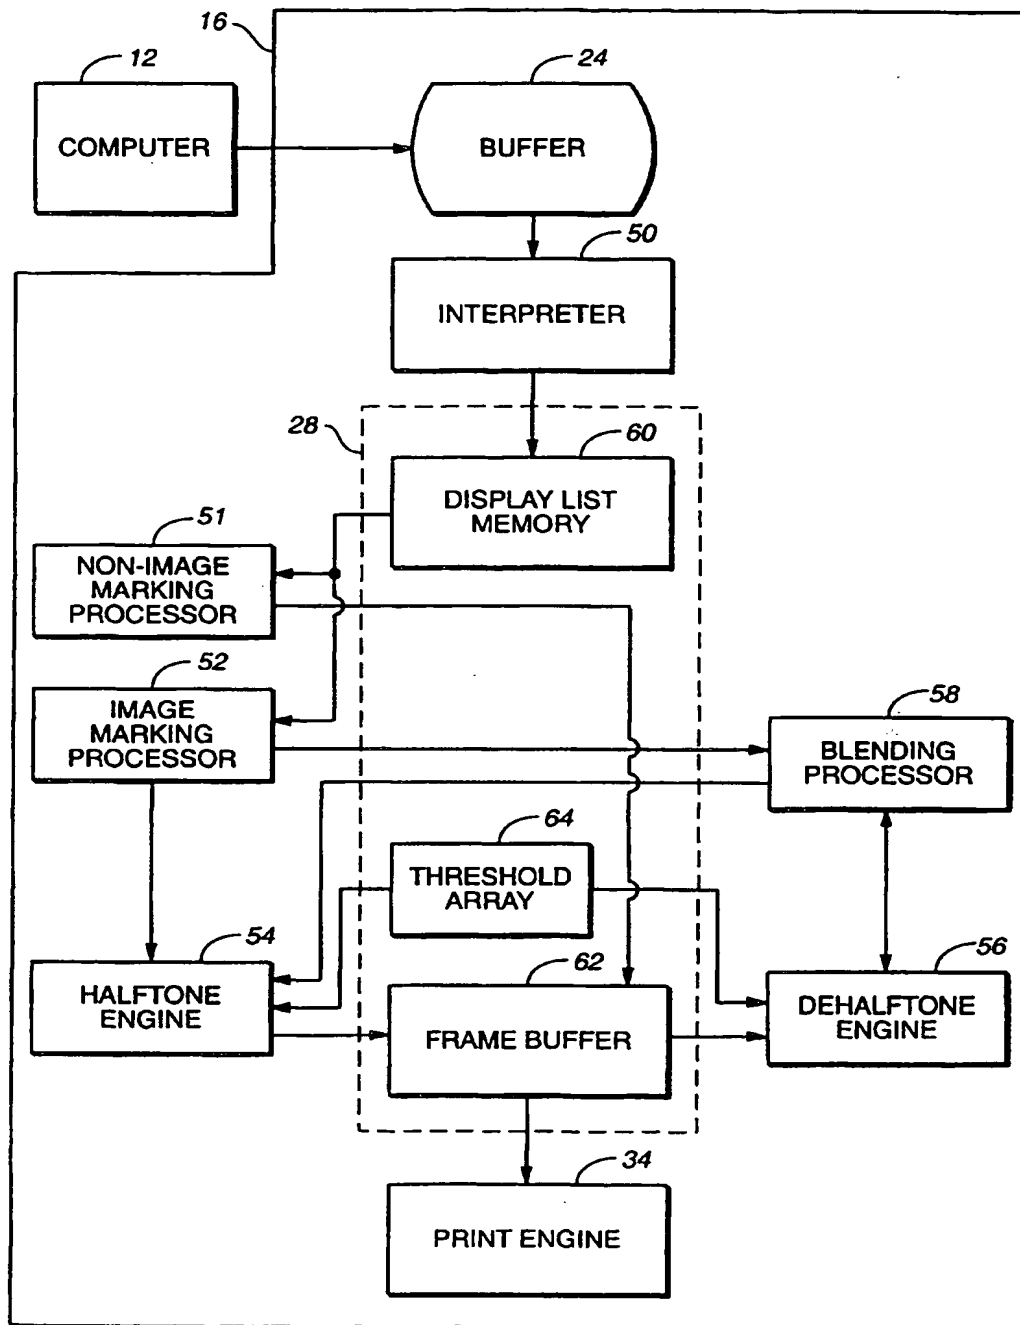 16
12
24
COMPUTER
BUFFER
50
INTERPRETER
28
60
DISPLAY LIST
MEMORY
51
NON-IMAGE
MARKING
PROCESSOR
52
IMAGE
MARKING
PROCESSOR
58
BLENDING
PROCESSOR
64
THRESHOLD
ARRAY
54
HALFTONE
ENGINE
62
FRAME BUFFER
56
DEHALFTONE
ENGINE
34
PRINT ENGINE